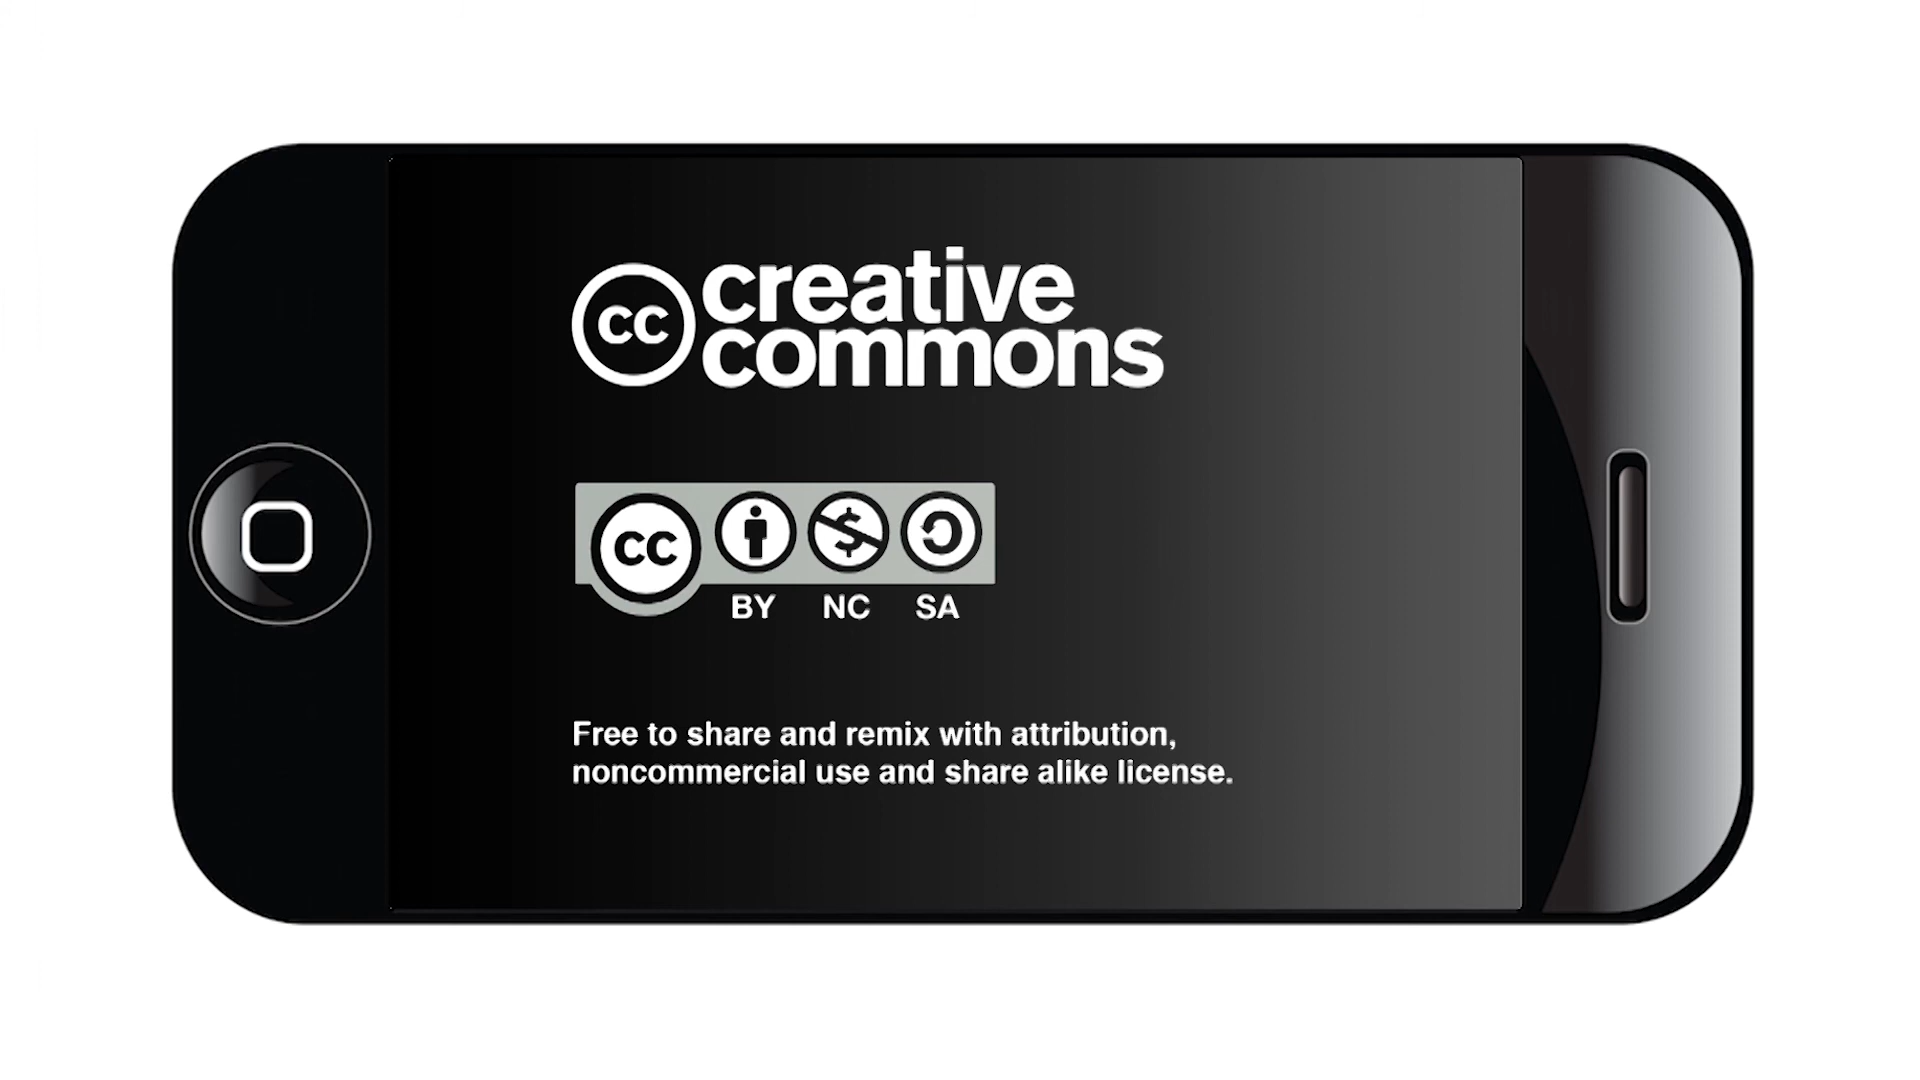 cc creative
commons
cc
BY NC SA
Free to share and remix with attribution,
noncommercial use and share alike license.